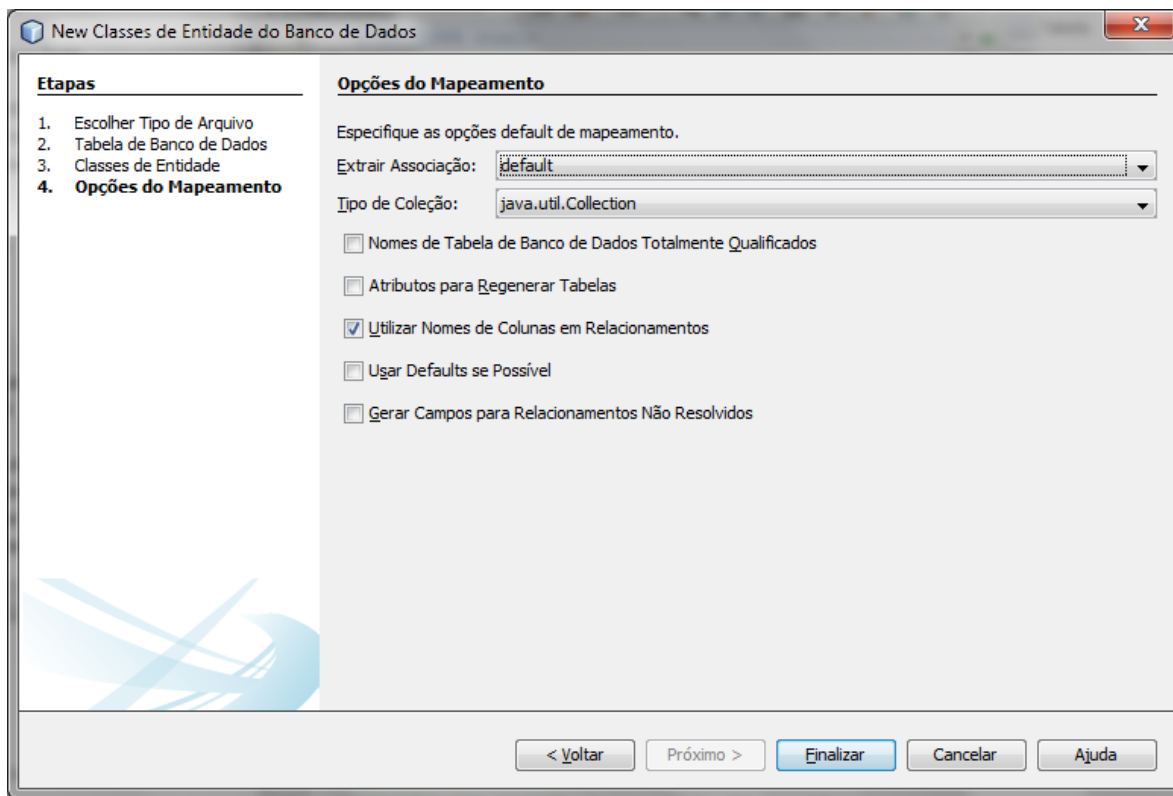 New Classes de Entidade do Banco de Dados
Etapas
1. Escolher Tipo de Arquivo
2. Tabela de Banco de Dados
3. Classes de Entidade
4. Opções do Mapeamento
Opções do Mapeamento
Especifique as opções default de mapeamento.
Extrair Associação: default
Tipo de Coleção: java.util.Collection
Nomes de Tabela de Banco de Dados Totalmente Qualificados
Atributos para Regenerar Tabelas
Utilizar Nomes de Colunas em Relacionamentos
Usar Defaults se Possível
Gerar Campos para Relacionamentos Não Resolvidos
< Voltar Próximo > Finalizar Cancelar Ajuda